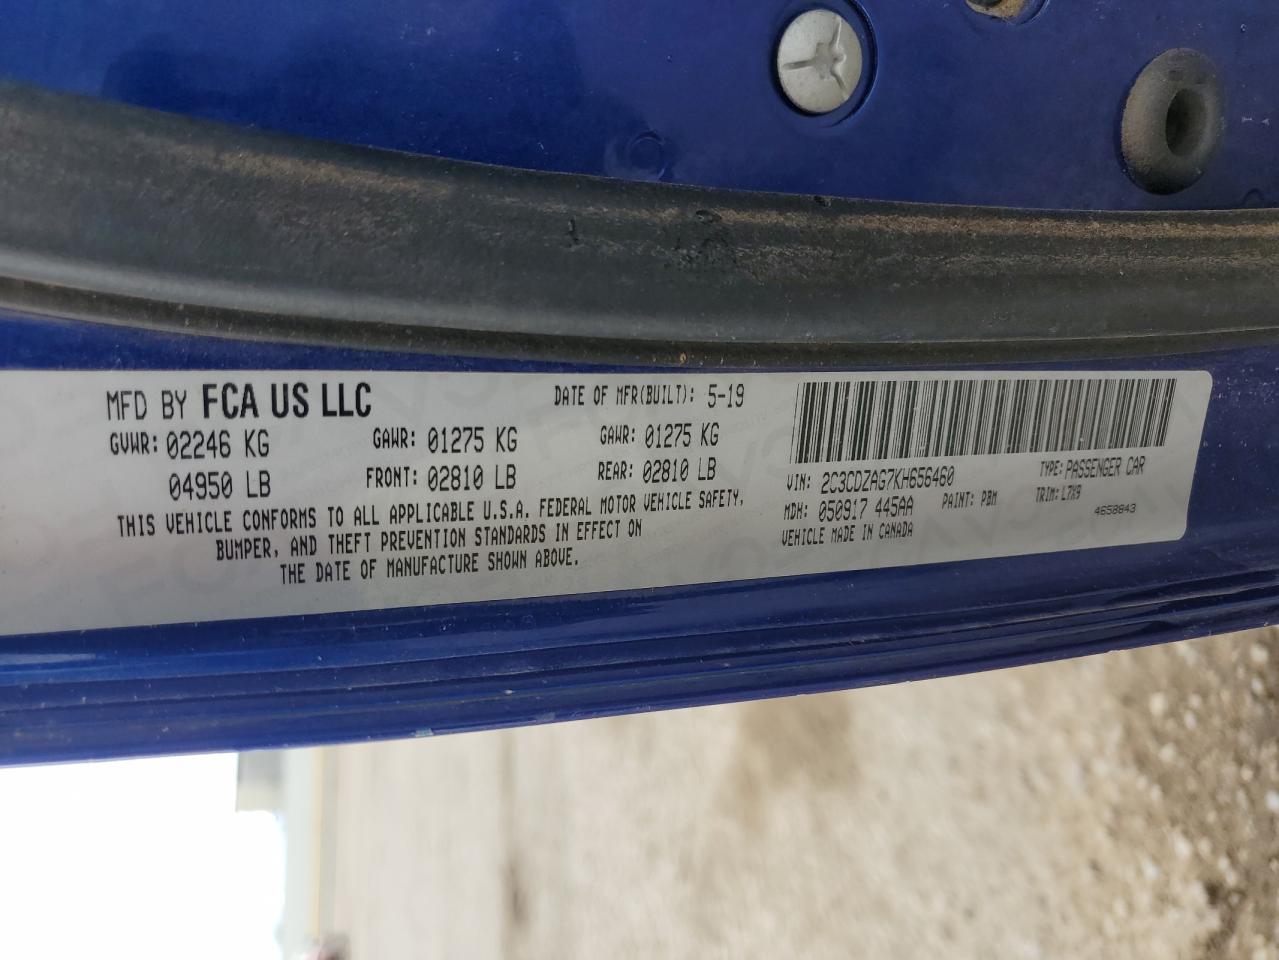 MFD BY FCA US LLC
DATE OF MFR(BUILT): 5-19
GVWR: 02246 KG
04950 LB
GAWR: 01275 KG
FRONT: 02810 LB
GAWR: 01275 KG
REAR: 02810 LB
THIS VEHICLE CONFORMS TO ALL APPLICABLE U.S.A. FEDERAL MOTOR VEHICLE SAFETY,
BUMPER, AND THEFT PREVENTION STANDARDS IN EFFECT ON
THE DATE OF MANUFACTURE SHOWN ABOVE.
VIN: 2C3CDZAG7KH656460
TYPE: PASSENGER CAR
MDH: 050917 445AA
PAINT: PBM
TRIM: L7X9
VEHICLE MADE IN CANADA
4658843